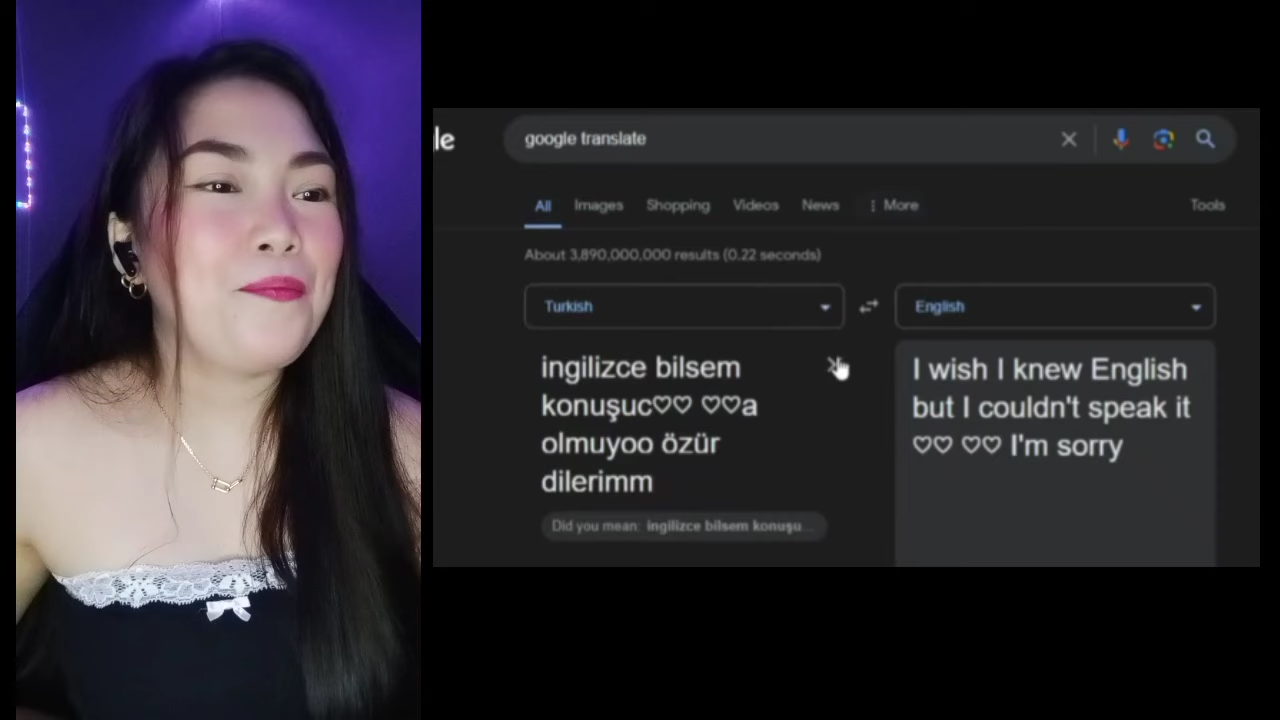 le
google translate
All Images Shopping Videos News More Tools
About 3,890,000,000 results (0.22 seconds)
Turkish
English
ingilizce bilsem
konuşuc♡♡ ♡♡a
olmuyoo özür
dilerimm
Did you mean: ingilizce bilsem konuşu...
I wish I knew English
but I couldn't speak it
♡♡ ♡♡ I'm sorry